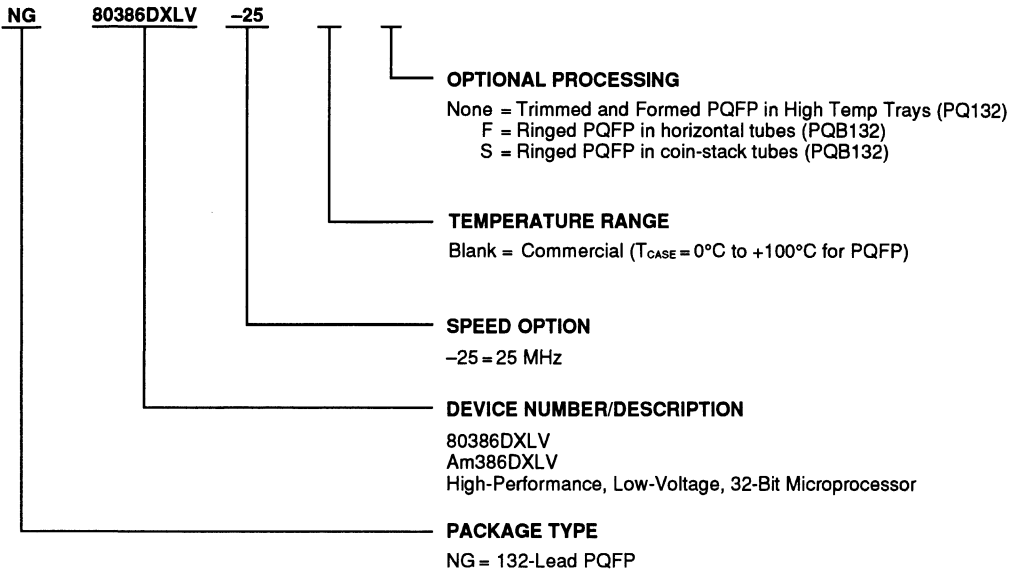 NG 80386DXLV –25
OPTIONAL PROCESSING
None = Trimmed and Formed PQFP in High Temp Trays (PQ132)
F = Ringed PQFP in horizontal tubes (PQB132)
S = Ringed PQFP in coin-stack tubes (PQB132)
TEMPERATURE RANGE
Blank = Commercial (TCASE = 0°C to +100°C for PQFP)
SPEED OPTION
–25 = 25 MHz
DEVICE NUMBER/DESCRIPTION
80386DXLV
Am386DXLV
High-Performance, Low-Voltage, 32-Bit Microprocessor
PACKAGE TYPE
NG = 132-Lead PQFP